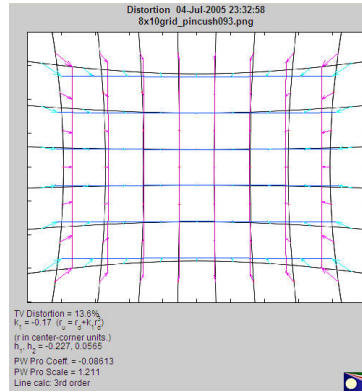 Distortion 04-Jul-2005 23:32:58
8x10grid_pincush093.png
TV Distortion = 13.6%
k₁ = -0.17 (rᵤ = r_d+k₁r_d³)
(r in center-corner units.)
h₁, h₂ = -0.227, 0.0565
PW Pro Coeff. = -0.08613
PW Pro Scale = 1.211
Line calc: 3rd order